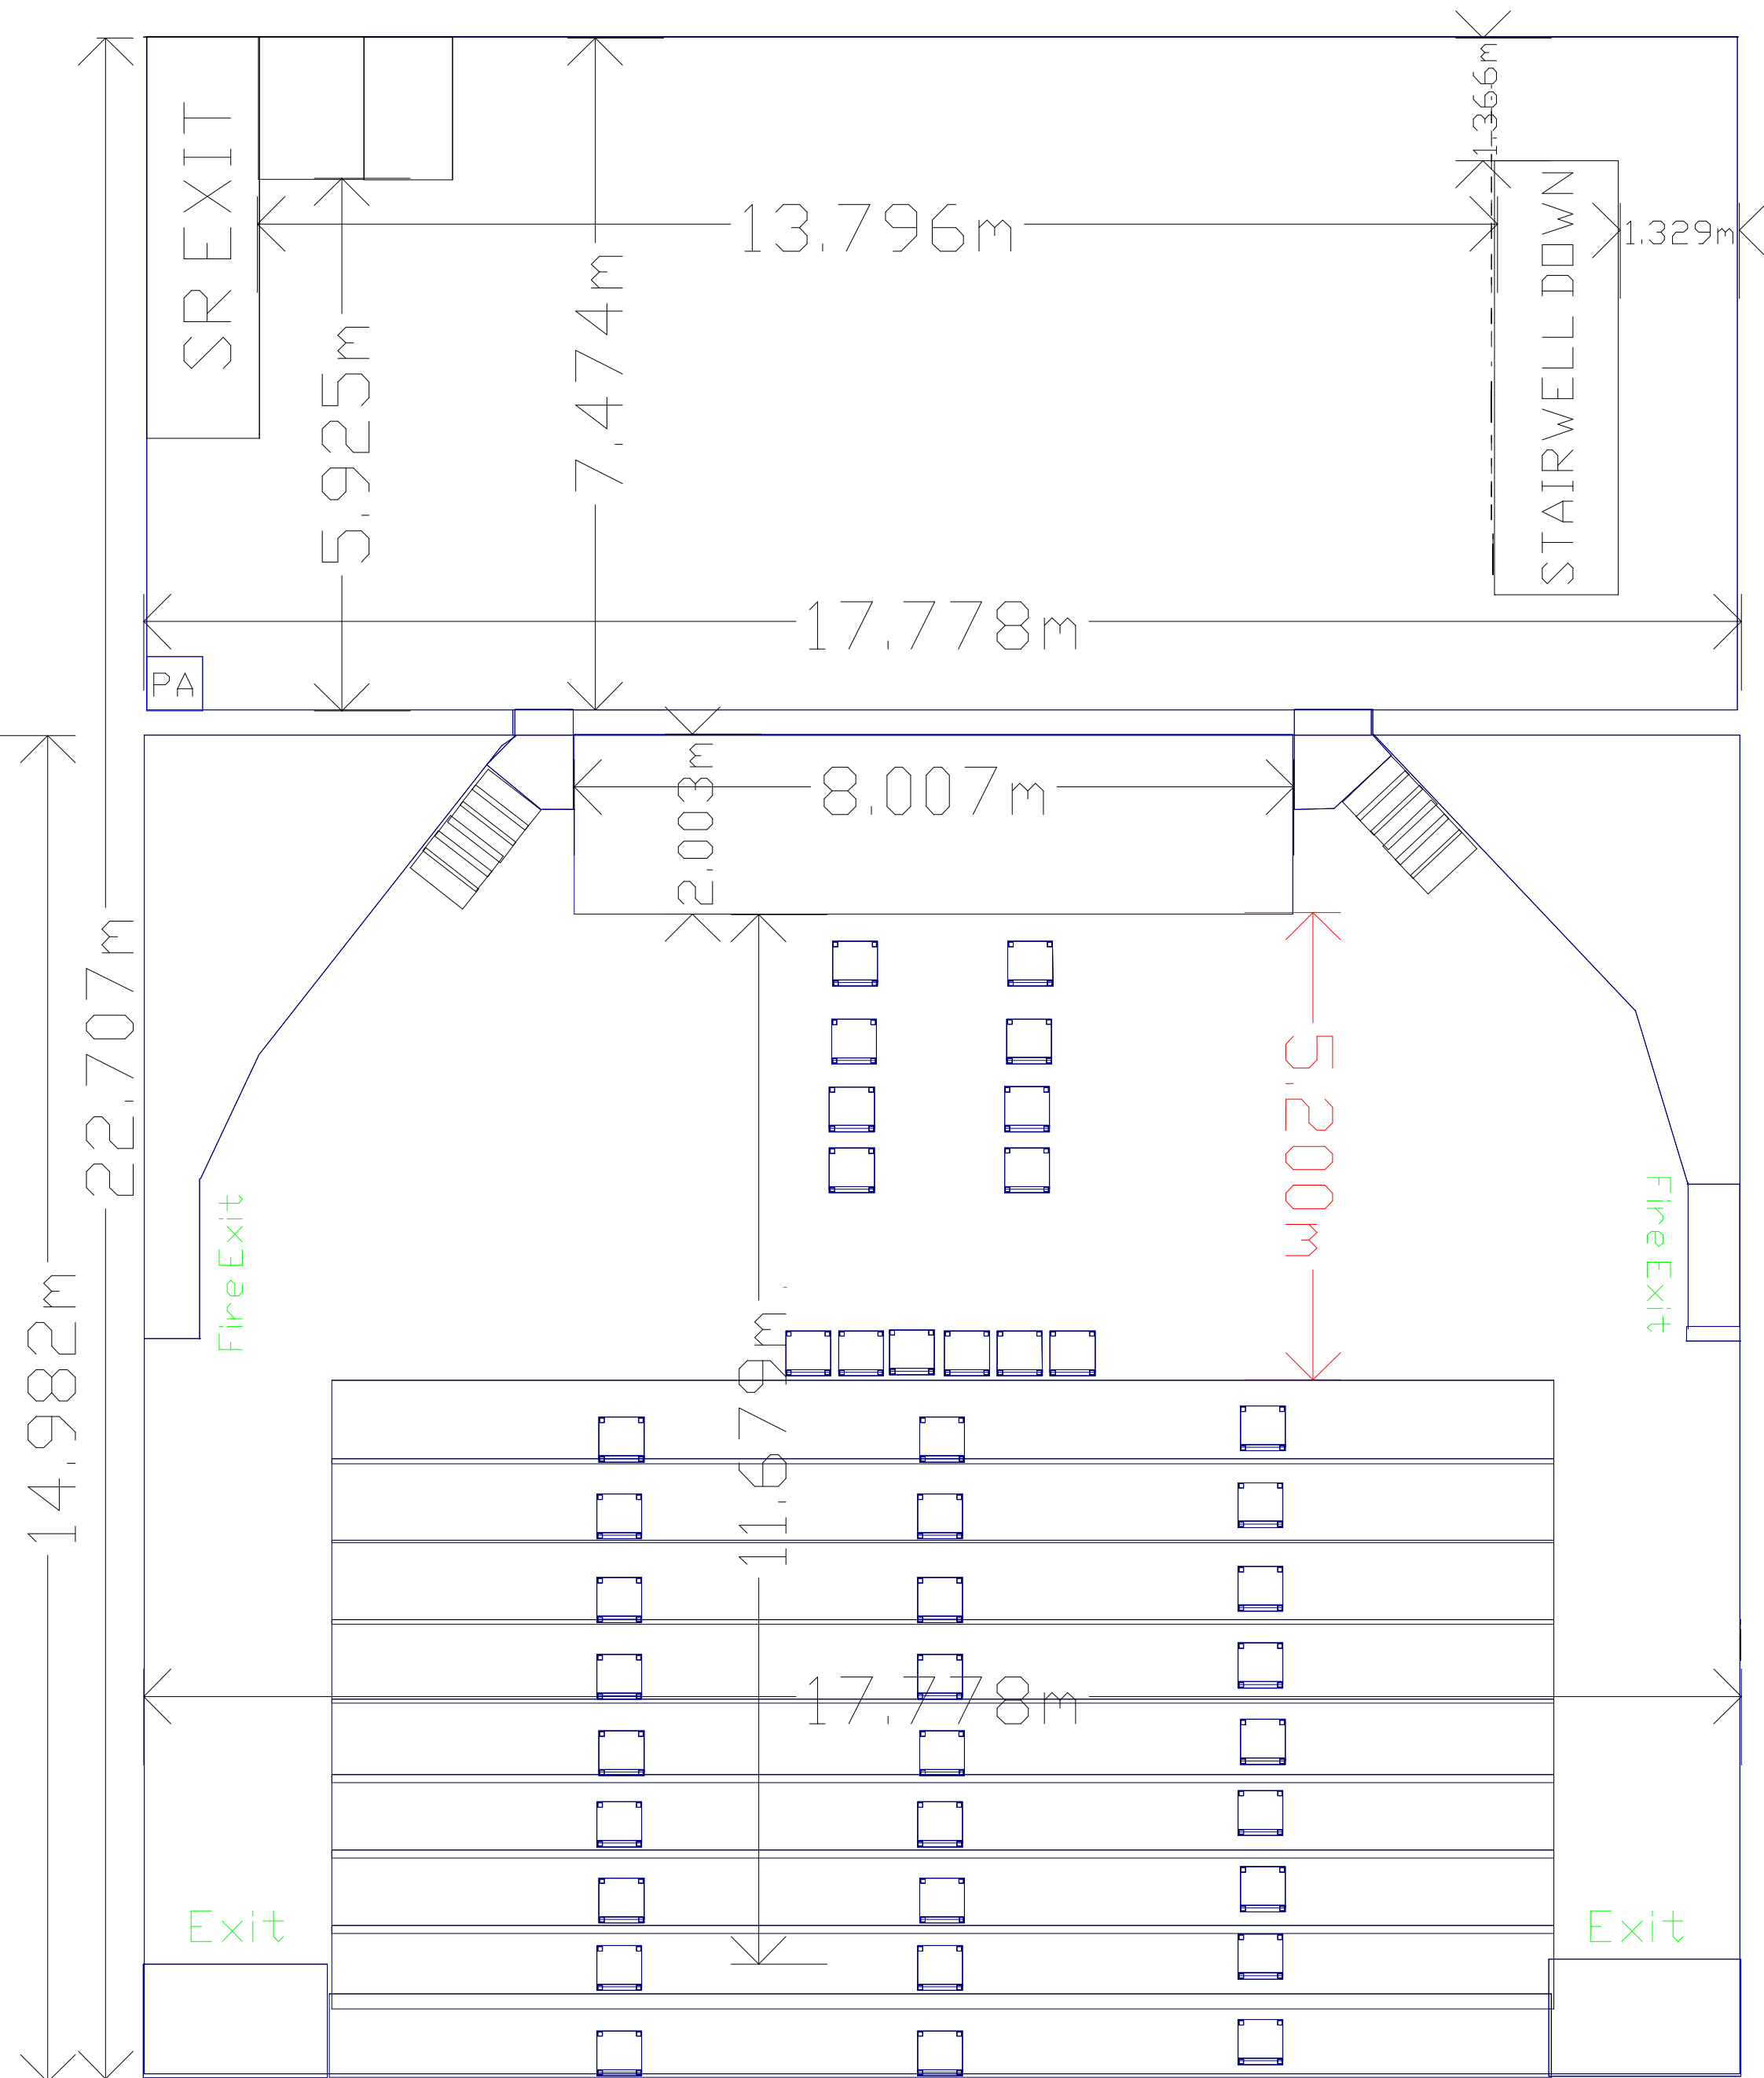 1.366m
SR EXIT
13.796m
1.329m
7.474m
5.925m
STAIRWELL DOWN
17.778m
PA
2.003m
8.007m
22.707m
5.200m
Fire Exit
Fire Exit
14.982m
11.679m
17.778m
Exit
Exit